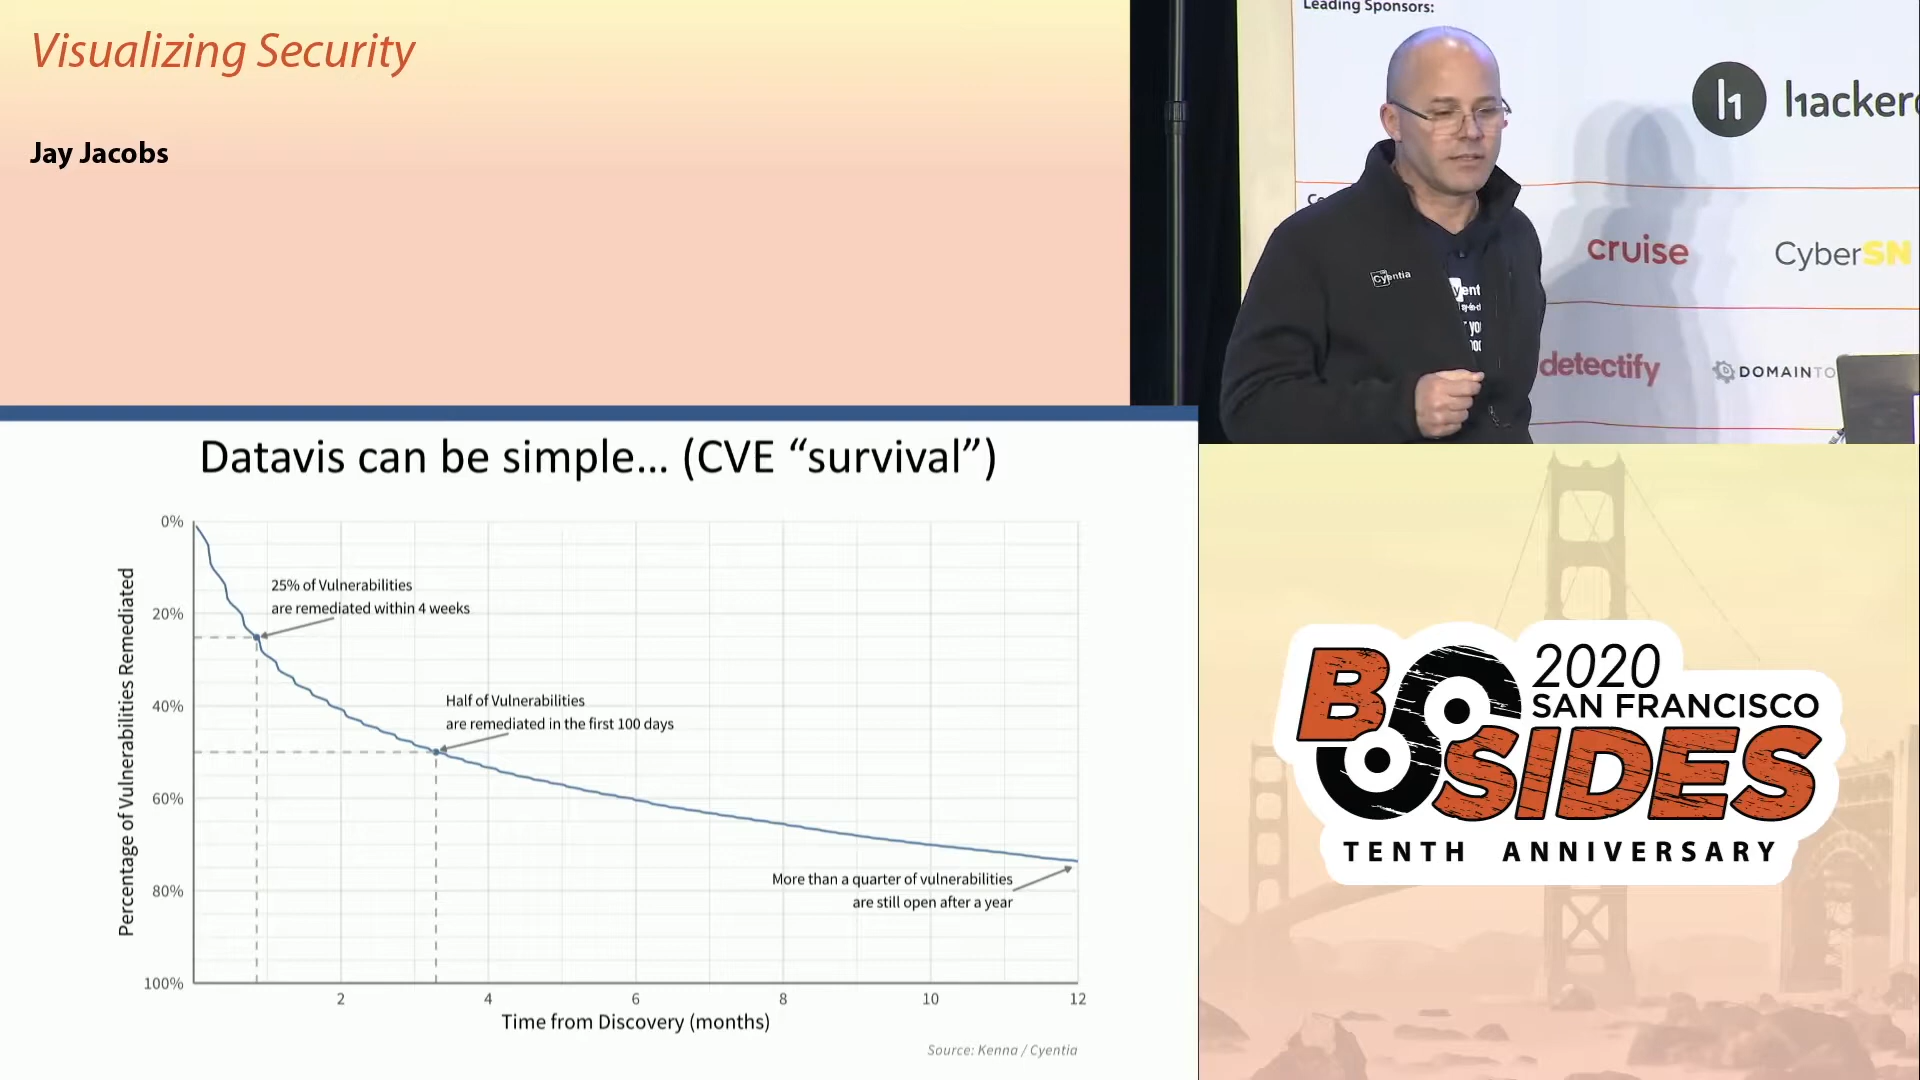 Visualizing Security
Jay Jacobs
Leading Sponsors:
h1
cruise
CyberSN
Cyentia
detectify
Datavis can be simple... (CVE “survival”)
Percentage of Vulnerabilities Remediated
0%
20%
40%
60%
80%
100%
25% of Vulnerabilities
are remediated within 4 weeks
Half of Vulnerabilities
are remediated in the first 100 days
More than a quarter of vulnerabilities
are still open after a year
2 4 6 8 10 12
Time from Discovery (months)
Source: Kenna / Cyentia
2020
SAN FRANCISCO
BSIDES
TENTH ANNIVERSARY